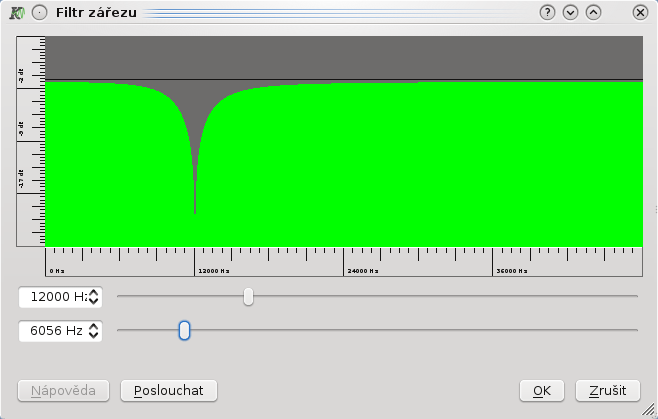 Filtr zářezu
-2 dB
-9 dB
-17 dB
0 Hz
12000 Hz
24000 Hz
36000 Hz
12000 Hz
6056 Hz
Nápověda
Poslouchat
OK
Zrušit